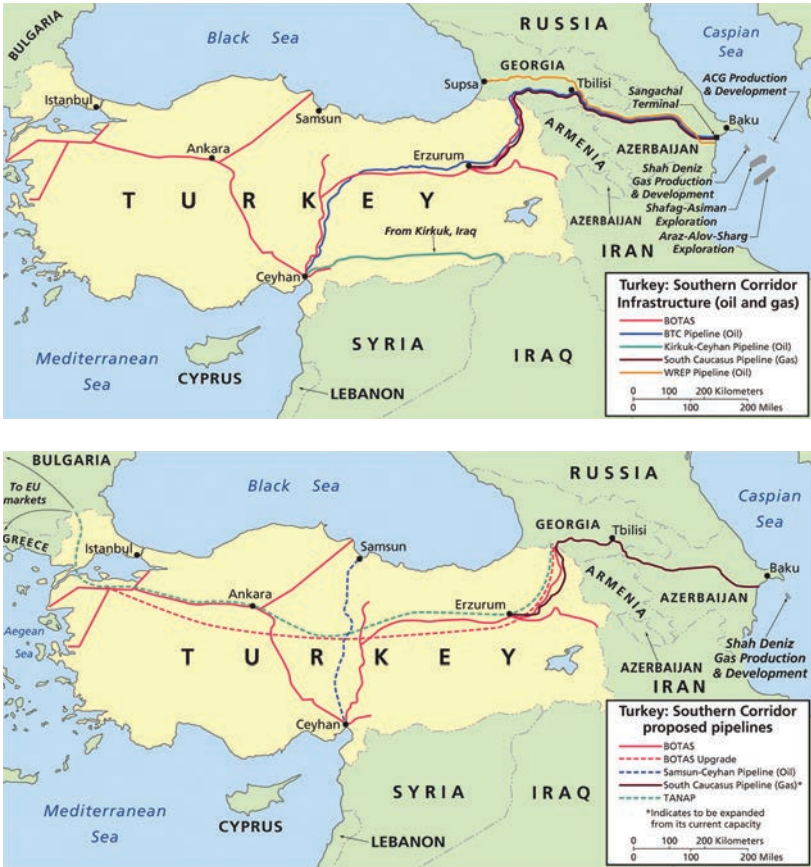 RUSSIA
BULGARIA
Black Sea
Caspian
Sea
GEORGIA
Supsa
Tbilisi
ACG Production
& Development
Istanbul
Samsun
Sangachal
Terminal
Baku
Ankara
Erzurum
ARMENIA
AZERBAIJAN
Shah Deniz
Gas Production
& Development
TURKEY
AZERBAIJAN
Shafag-Asiman
Exploration
From Kirkuk, Iraq
IRAN
Araz-Alov-Sharg
Exploration
Ceyhan
Turkey: Southern Corridor
Infrastructure (oil and gas)
BOTAS
BTC Pipeline (Oil)
Kirkuk-Ceyhan Pipeline (Oil)
South Caucasus Pipeline (Gas)
WREP Pipeline (Oil)
0 100 200 Kilometers
0 100 200 Miles
SYRIA
IRAQ
Mediterranean
Sea
CYPRUS
LEBANON
BULGARIA
RUSSIA
To EU
markets
Black Sea
Caspian
Sea
GREECE
GEORGIA
Tbilisi
Istanbul
Samsun
Baku
Ankara
Erzurum
ARMENIA
AZERBAIJAN
Aegean
Sea
TURKEY
AZERBAIJAN
Shah Deniz
Gas Production
& Development
IRAN
Ceyhan
Turkey: Southern Corridor
proposed pipelines
BOTAS
BOTAS Upgrade
Samsun-Ceyhan Pipeline (Oil)
South Caucasus Pipeline (Gas)*
TANAP
*Indicates to be expanded
from its current capacity
0 100 200 Kilometers
0 100 200 Miles
SYRIA
IRAQ
Mediterranean
Sea
CYPRUS
LEBANON